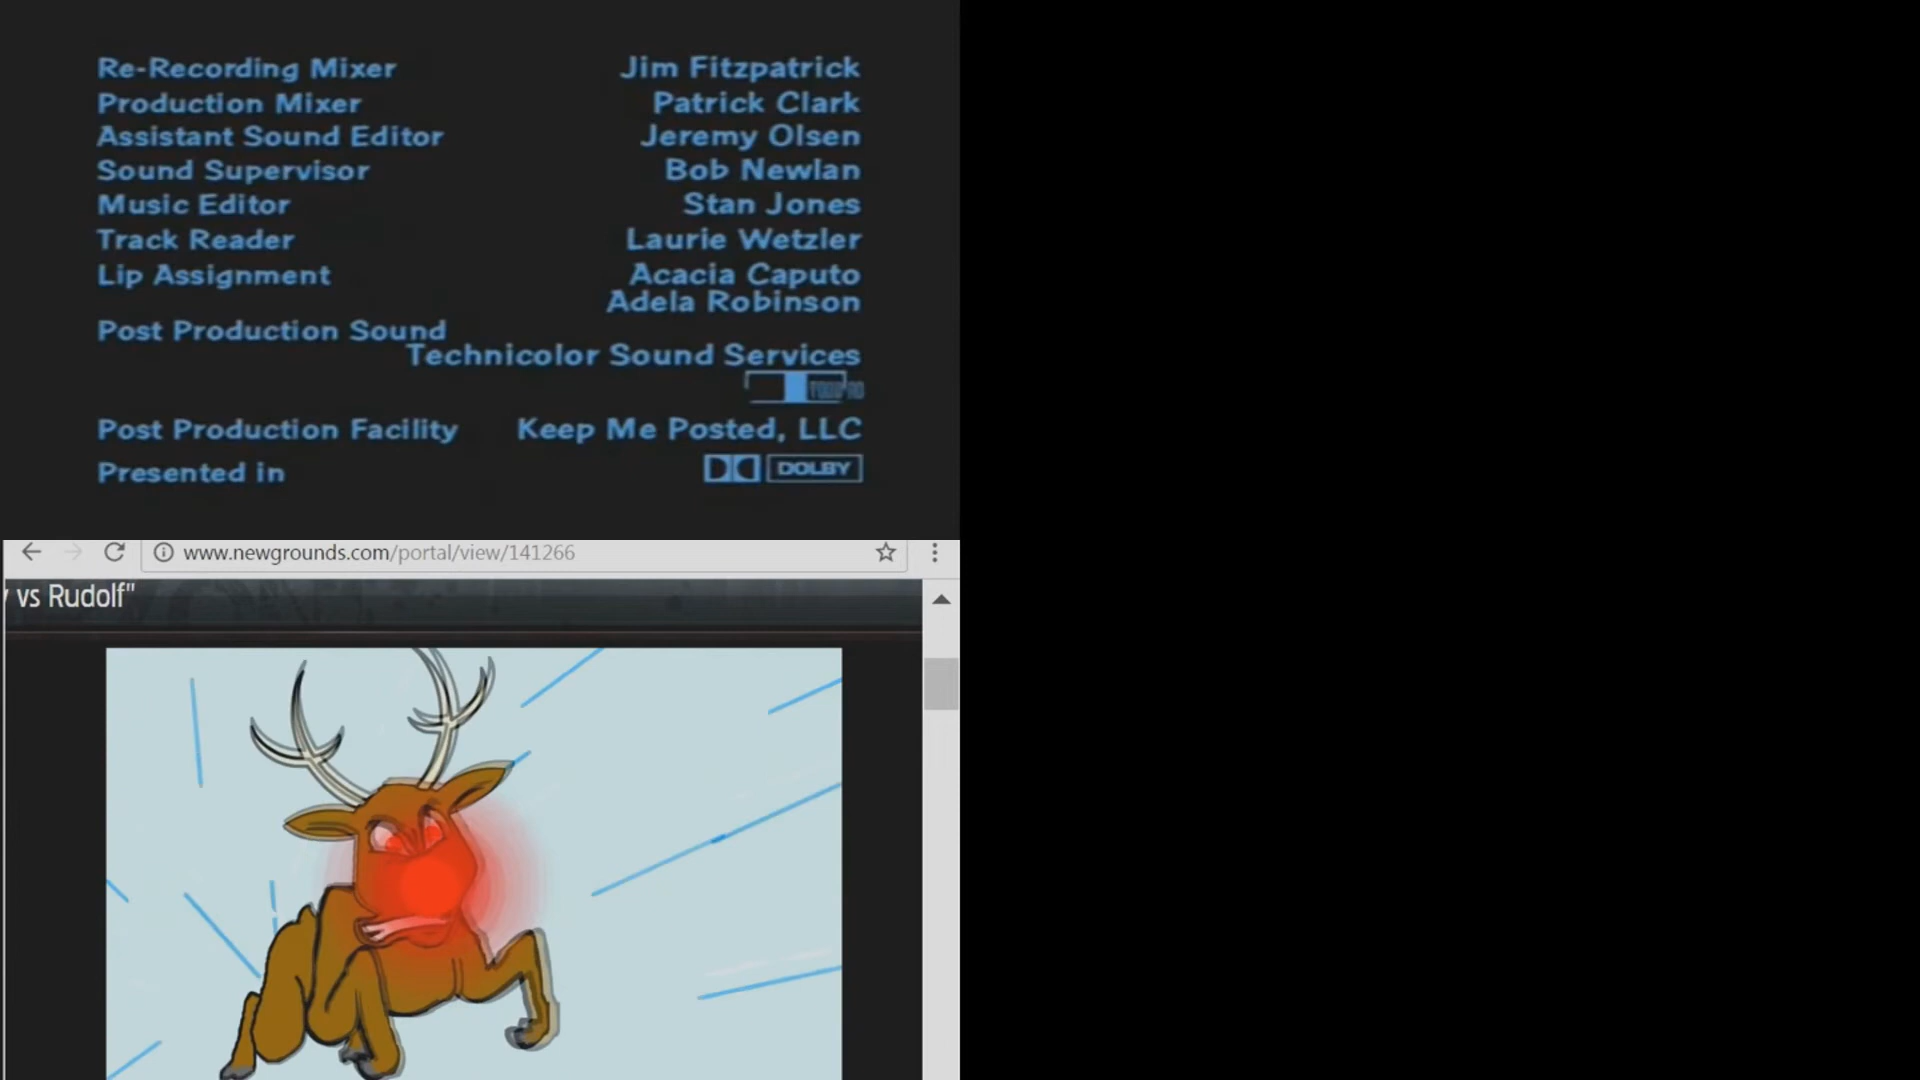 Re-Recording Mixer Jim Fitzpatrick
Production Mixer Patrick Clark
Assistant Sound Editor Jeremy Olsen
Sound Supervisor Bob Newlan
Music Editor Stan Jones
Track Reader Laurie Wetzler
Lip Assignment Acacia Caputo
Adela Robinson
Post Production Sound
Technicolor Sound Services
Post Production Facility Keep Me Posted, LLC
Presented in DOLBY
www.newgrounds.com/portal/view/141266
vs Rudolf"